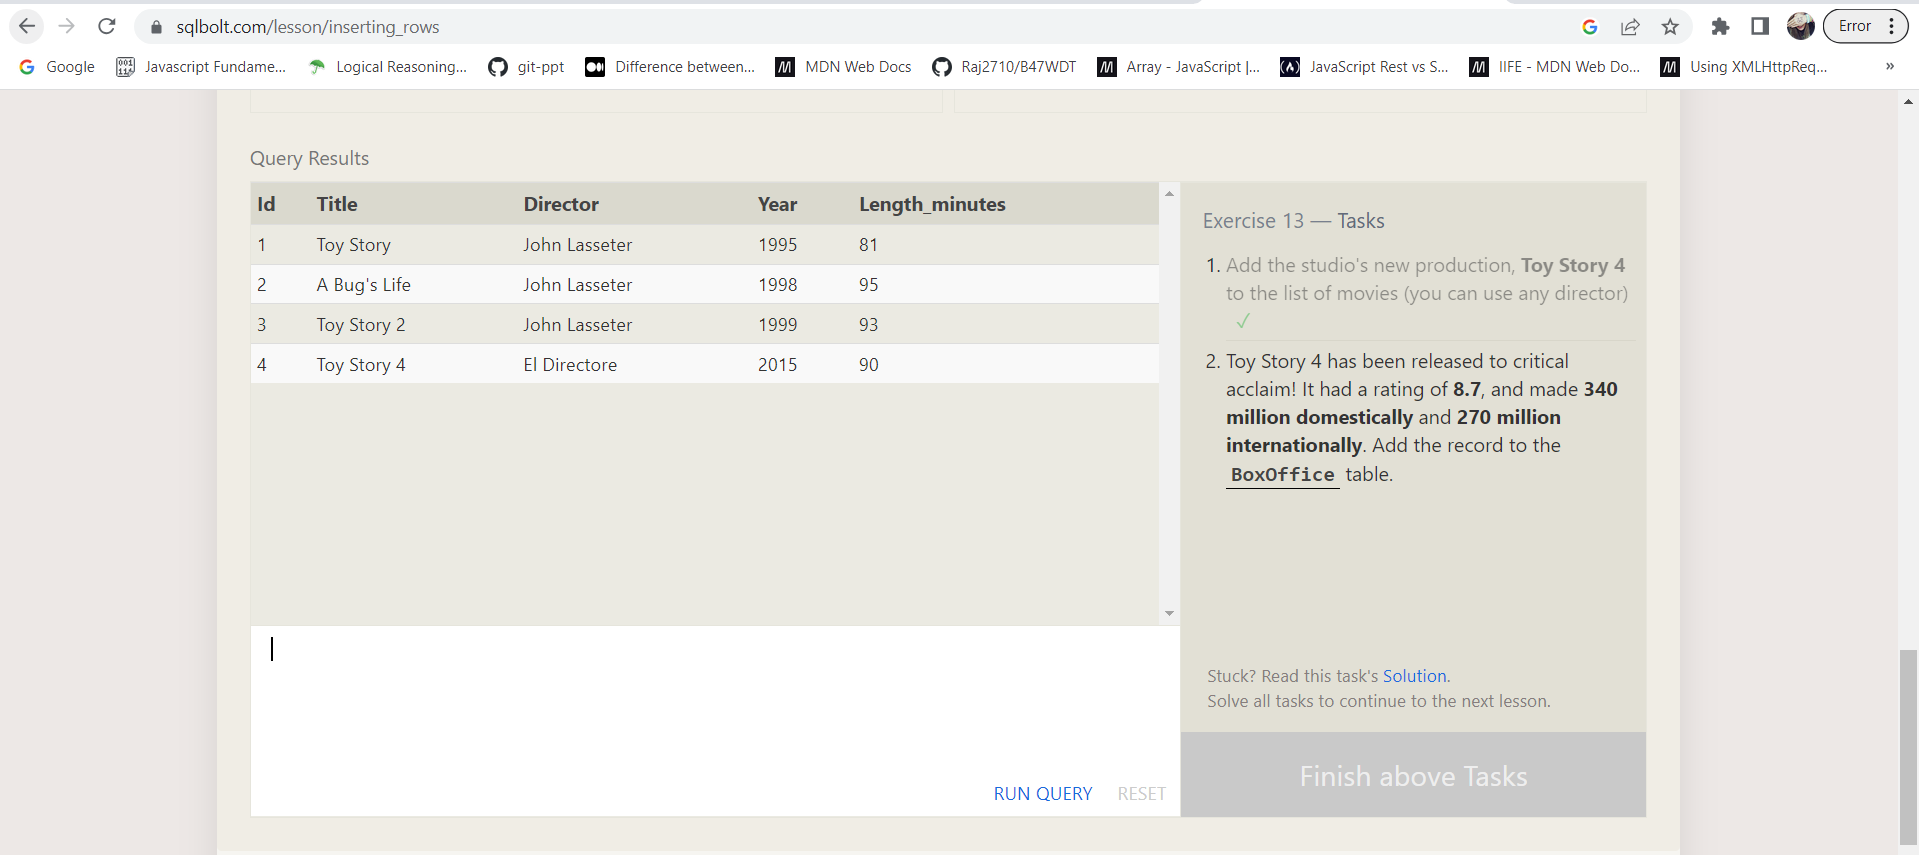 sqlbolt.com/lesson/inserting_rows
Error
Google
Javascript Fundame...
Logical Reasoning...
git-ppt
Difference between...
MDN Web Docs
Raj2710/B47WDT
Array - JavaScript |...
JavaScript Rest vs S...
IIFE - MDN Web Do...
Using XMLHttpReq...
»
Query Results
Id Title Director Year Length_minutes
1 Toy Story John Lasseter 1995 81
2 A Bug's Life John Lasseter 1998 95
3 Toy Story 2 John Lasseter 1999 93
4 Toy Story 4 El Directore 2015 90
RUN QUERY RESET
Exercise 13 — Tasks
1. Add the studio's new production, Toy Story 4
to the list of movies (you can use any director)
✓
2. Toy Story 4 has been released to critical
acclaim! It had a rating of 8.7, and made 340
million domestically and 270 million
internationally. Add the record to the
BoxOffice table.
Stuck? Read this task's Solution.
Solve all tasks to continue to the next lesson.
Finish above Tasks